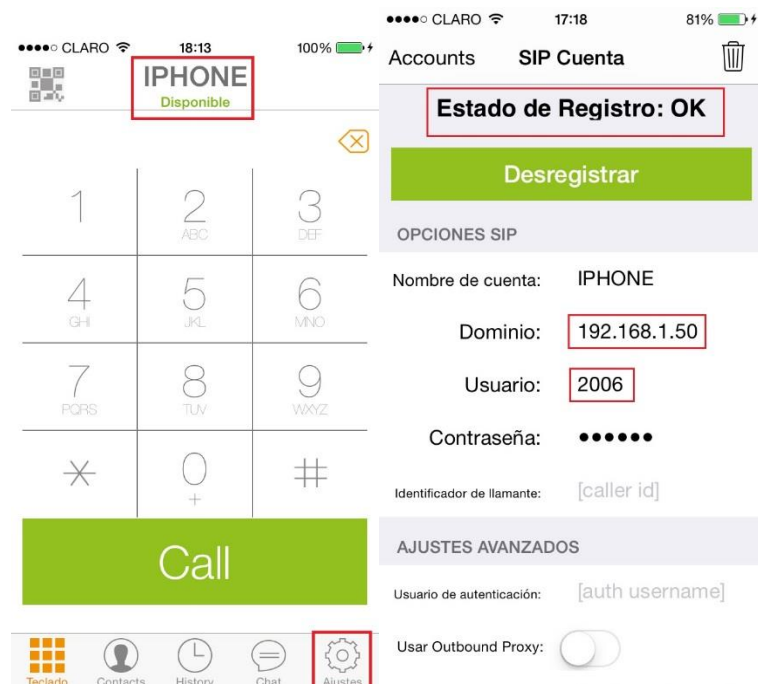 ●●●●○ CLARO 18:13 100%
IPHONE
Disponible
1
2
ABC
3
DEF
4
GHI
5
JKL
6
MNO
7
PQRS
8
TUV
9
WXYZ
*
0
+
#
Call
Teclado Contacts History Chat Ajustes
●●●●○ CLARO 17:18 81%
Accounts SIP Cuenta
Estado de Registro: OK
Desregistrar
OPCIONES SIP
Nombre de cuenta: IPHONE
Dominio: 192.168.1.50
Usuario: 2006
Contraseña: ●●●●●●
Identificador de llamante: [caller id]
AJUSTES AVANZADOS
Usuario de autenticación: [auth username]
Usar Outbound Proxy: